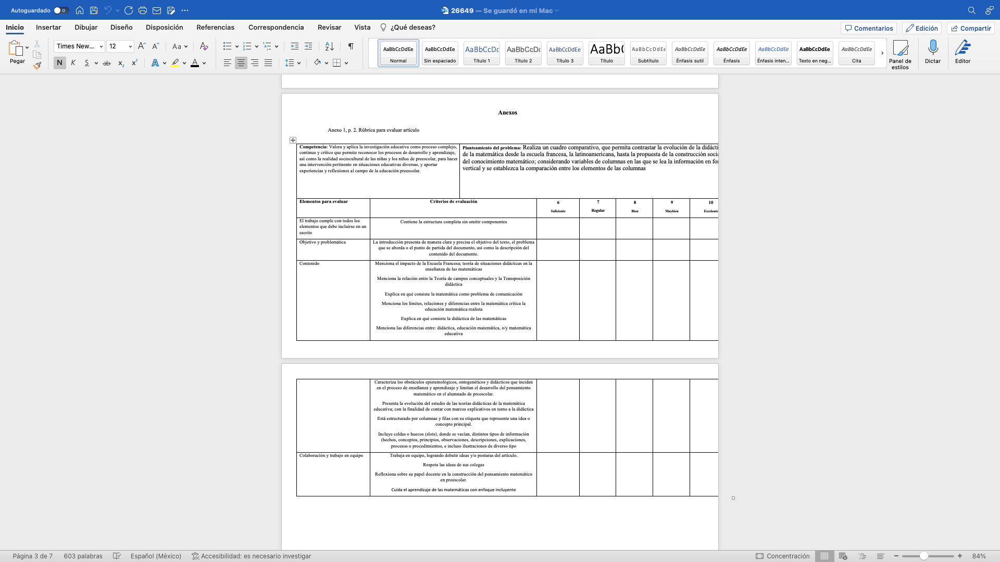 Autoguardado
26649 — Se guardó en mi Mac
Inicio Insertar Dibujar Diseño Disposición Referencias Correspondencia Revisar Vista ¿Qué deseas?
Comentarios Edición Compartir
Pegar
Times New... 12
N K S ab x₂ x²
AaBbCcDdEe Normal
AaBbCcDdEe Sin espaciado
AaBbCcDc Título 1
AaBbCcDc Título 2
AaBbCcDdEe Título 3
AaBb( Título
AaBbCcDdEe Subtítulo
AaBbCcDdEe Énfasis sutil
AaBbCcDdEe Énfasis
AaBbCcDdEe Énfasis inten...
AaBbCcDdEe Texto en neg...
AaBbCcDdEe Cita
Panel de estilos
Dictar
Editor
Anexos
Anexo 1, p. 2. Rúbrica para evaluar artículo
Competencia: Valora y aplica la investigación educativa como proceso complejo,
continuo y crítico que permite reconocer los procesos de desarrollo y aprendizaje,
así como la realidad sociocultural de las niñas y los niños de preescolar, para hacer
una intervención pertinente en situaciones educativas diversas, y aportar
experiencias y reflexiones al campo de la educación preescolar.
Planteamiento del problema: Realiza un cuadro comparativo, que permita contrastar la evolución de la didácti
de la matemática desde la escuela francesa, la latinoamericana, hasta la propuesta de la construcción soci
del conocimiento matemático; considerando variables de columnas en las que se lea la información en for
vertical y se establezca la comparación entre los elementos de las columnas
Elementos para evaluar
Criterios de evaluación
6 Suficiente
7 Regular
8 Bien
9 Muybien
10 Excelente
El trabajo cumple con todos los
elementos que debe incluirse en un
escrito
Contiene la estructura completa sin omitir componentes
Objetivo y problemática
La introducción presenta de manera clara y precisa el objetivo del texto, el problema
que se aborda o el punto de partida del documento, así como la descripción del
contenido del documento.
Contenido
Menciona el impacto de la Escuela Francesa; teoría de situaciones didácticas en la
enseñanza de las matemáticas
Menciona la relación entre la Teoría de campos conceptuales y la Transposición
didáctica
Explica en qué consiste la matemática como problema de comunicación
Menciona los límites, relaciones y diferencias entre la matemática crítica la
educación matemática realista
Explica en qué consiste la didáctica de las matemáticas
Menciona las diferencias entre: didáctica, educación matemática, o/y matemática
educativa
Caracteriza los obstáculos epistemológicos, ontogenéticos y didácticos que inciden
en el proceso de enseñanza y aprendizaje y limitan el desarrollo del pensamiento
matemático en el alumnado de preescolar.
Presenta la evolución del estudio de las teorías didácticas de la matemática
educativa; con la finalidad de contar con marcos explicativos en torno a la didáctica
Está estructurado por columnas y filas con su etiqueta que represente una idea o
concepto principal.
Incluye celdas o huecos (slots), donde se vacían, distintos tipos de información
(hechos, conceptos, principios, observaciones, descripciones, explicaciones,
procesos o procedimientos, e incluso ilustraciones de diverso tipo
Colaboración y trabajo en equipo
Trabaja en equipo, logrando debatir ideas y/o posturas del artículo.
Respeta las ideas de sus colegas
Reflexiona sobre su papel docente en la construcción del pensamiento matemático
en preescolar.
Cuida el aprendizaje de las matemáticas con enfoque incluyente
Página 3 de 7 603 palabras Español (México) Accesibilidad: es necesario investigar Concentración 84%